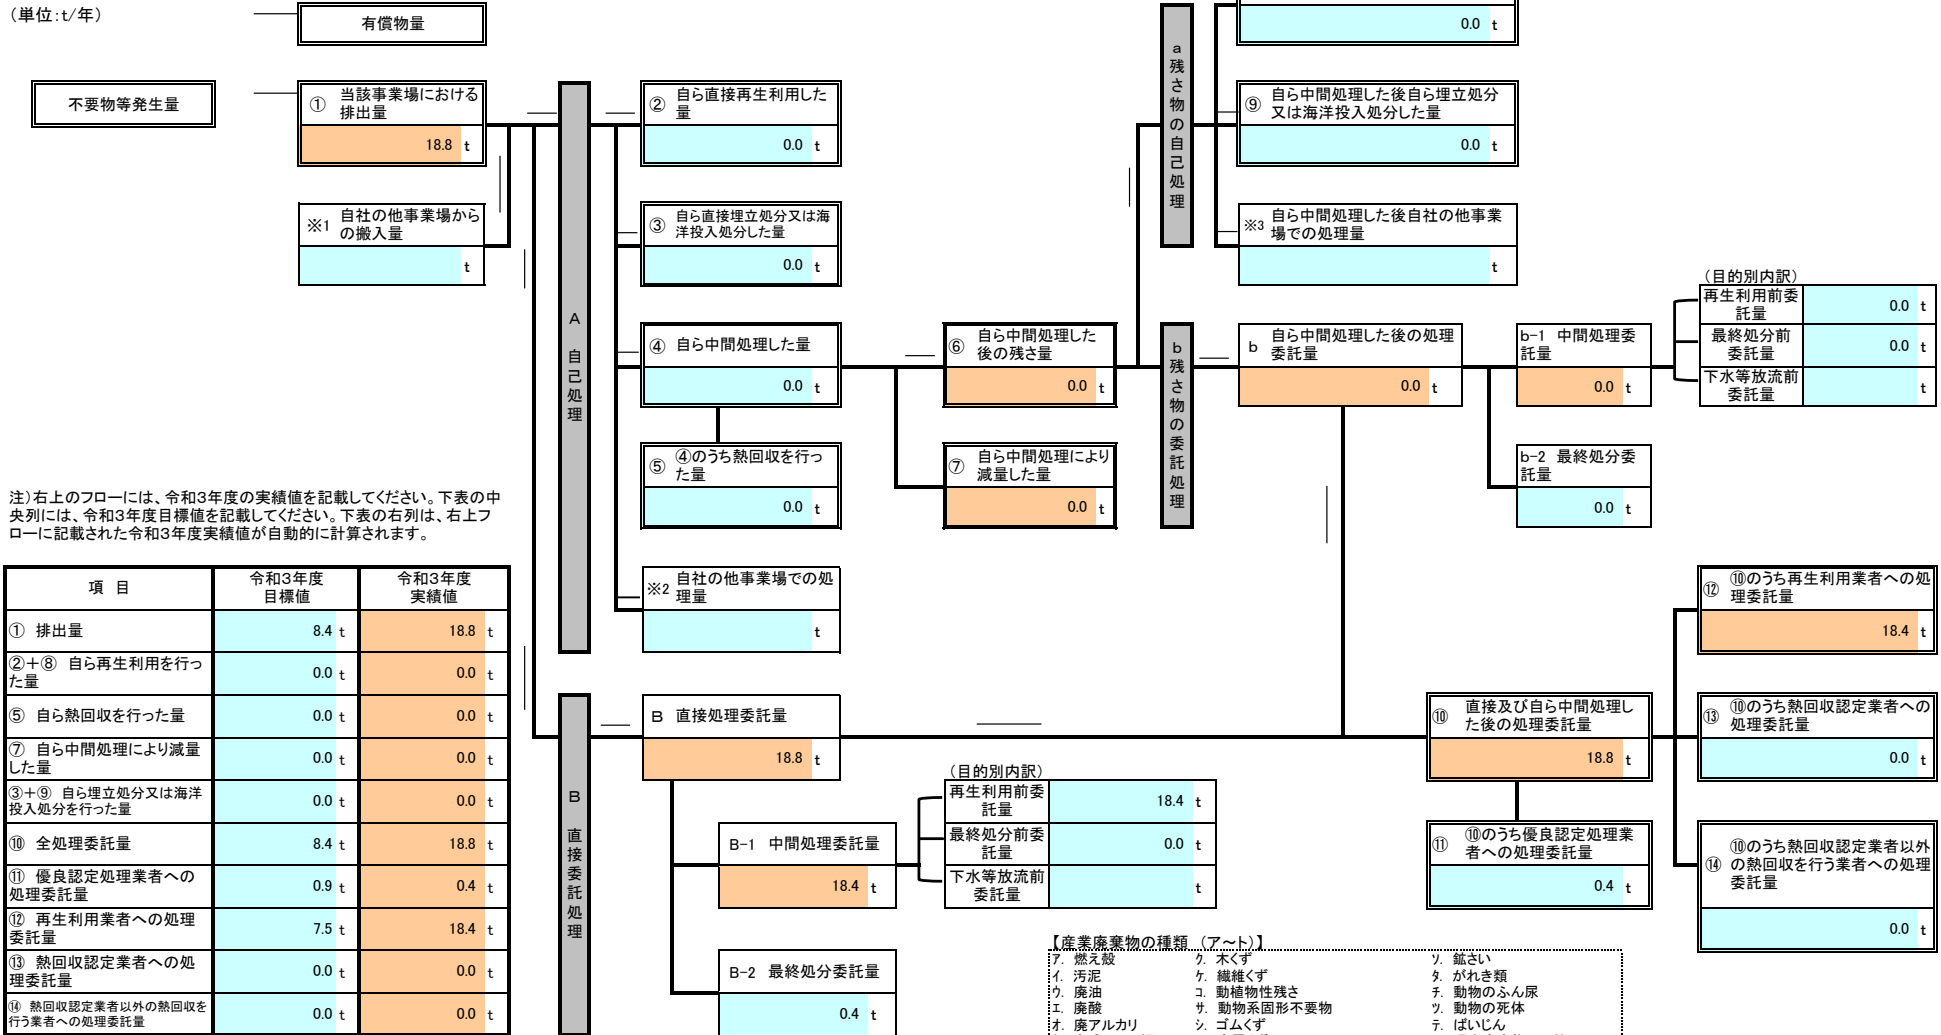 （単位:t/年）
有償物量
0.0 t
不要物等発生量
① 当該事業場における
排出量
18.8 t
※1 自社の他事業場から
の搬入量
t
A 自己処理
② 自ら直接再生利用した
量
0.0 t
③ 自ら直接埋立処分又は海
洋投入処分した量
0.0 t
④ 自ら中間処理した量
0.0 t
⑤ ④のうち熱回収を行っ
た量
0.0 t
※2 自社の他事業場での処
理量
t
⑥ 自ら中間処理した
後の残さ量
0.0 t
⑦ 自ら中間処理により
減量した量
0.0 t
a 残さ物の自己処理
⑨ 自ら中間処理した後自ら埋立処分
又は海洋投入処分した量
0.0 t
※3 自ら中間処理した後自社の他事業
場での処理量
t
b 残さ物の委託処理
b 自ら中間処理した後の処理
委託量
0.0 t
b-1 中間処理委
託量
0.0 t
b-2 最終処分委
託量
0.0 t
（目的別内訳）
再生利用前委
託量 0.0 t
最終処分前
委託量 0.0 t
下水等放流前
委託量 t
注）右上のフローには、令和3年度の実績値を記載してください。下表の中
央列には、令和3年度目標値を記載してください。下表の右列は、右上フ
ローに記載された令和3年度実績値が自動的に計算されます。
項 目 令和3年度
目標値 令和3年度
実績値
① 排出量 8.4 t 18.8 t
②＋⑧ 自ら再生利用を行っ
た量 0.0 t 0.0 t
⑤ 自ら熱回収を行った量 0.0 t 0.0 t
⑦ 自ら中間処理により減量
した量 0.0 t 0.0 t
③＋⑨ 自ら埋立処分又は海洋
投入処分を行った量 0.0 t 0.0 t
⑩ 全処理委託量 8.4 t 18.8 t
⑪ 優良認定処理業者への
処理委託量 0.9 t 0.4 t
⑫ 再生利用業者への処理
委託量 7.5 t 18.4 t
⑬ 熱回収認定業者への処
理委託量 0.0 t 0.0 t
⑭ 熱回収認定業者以外の熱回収を
行う業者への処理委託量 0.0 t 0.0 t
B 直接委託処理
B 直接処理委託量
18.8 t
B-1 中間処理委託量
18.4 t
B-2 最終処分委託量
0.4 t
（目的別内訳）
再生利用前委
託量 18.4 t
最終処分前委
託量 0.0 t
下水等放流前
委託量 t
⑩ 直接及び自ら中間処理し
た後の処理委託量
18.8 t
⑪ ⑩のうち優良認定処理業
者への処理委託量
0.4 t
⑫ ⑩のうち再生利用業者への処
理委託量
18.4 t
⑬ ⑩のうち熱回収認定業者への
処理委託量
0.0 t
⑭ ⑩のうち熱回収認定業者以外
の熱回収を行う業者への処理
委託量
0.0 t
【産業廃棄物の種類 （ア～ト）】
ア. 燃え殻 ク. 木くず ソ. 鉱さい
イ. 汚泥 ケ. 繊維くず タ. がれき類
ウ. 廃油 コ. 動植物性残さ チ. 動物のふん尿
エ. 廃酸 サ. 動物系固形不要物 ツ. 動物の死体
オ. 廃アルカリ シ. ゴムくず テ. ばいじん